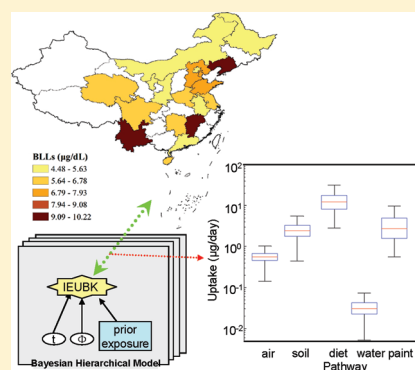 BLLs (µg/dL)
4.48 - 5.63
5.64 - 6.78
6.79 - 7.93
7.94 - 9.08
9.09 - 10.22
IEUBK
t
Φ
prior
exposure
Bayesian Hierarchical Model
Uptake (µg/day)
10²
10¹
10⁰
10⁻¹
10⁻²
air soil diet water paint
Pathway